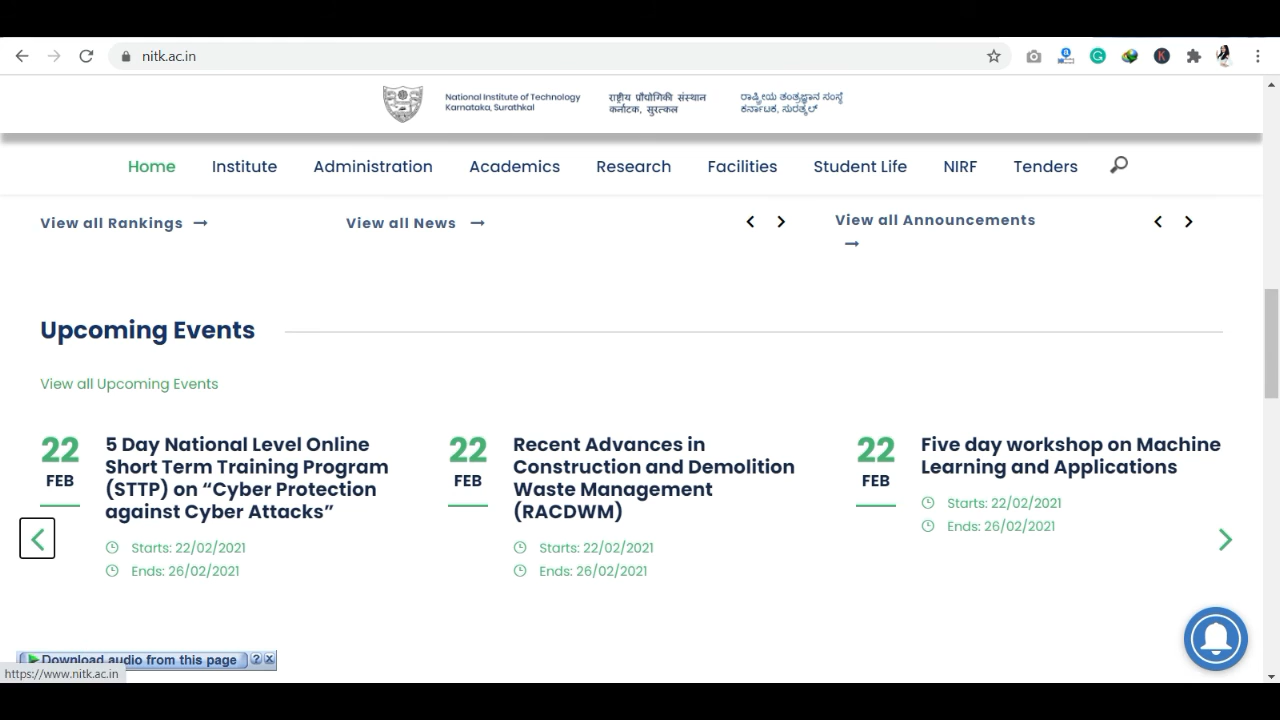 nitk.ac.in
National Institute of Technology
Karnataka, Surathkal
राष्ट्रीय प्रौद्योगिकी संस्थान
कर्नाटक, सुरत्कल
ರಾಷ್ಟ್ರೀಯ ತಂತ್ರಜ್ಞಾನ ಸಂಸ್ಥೆ
ಕರ್ನಾಟಕ, ಸುರತ್ಕಲ್
Home Institute Administration Academics Research Facilities Student Life NIRF Tenders
View all Rankings →
View all News →
View all Announcements
→
Upcoming Events
View all Upcoming Events
22
FEB
5 Day National Level Online
Short Term Training Program
(STTP) on “Cyber Protection
against Cyber Attacks”
Starts: 22/02/2021
Ends: 26/02/2021
22
FEB
Recent Advances in
Construction and Demolition
Waste Management
(RACDWM)
Starts: 22/02/2021
Ends: 26/02/2021
22
FEB
Five day workshop on Machine
Learning and Applications
Starts: 22/02/2021
Ends: 26/02/2021
Download audio from this page ? x
https://www.nitk.ac.in